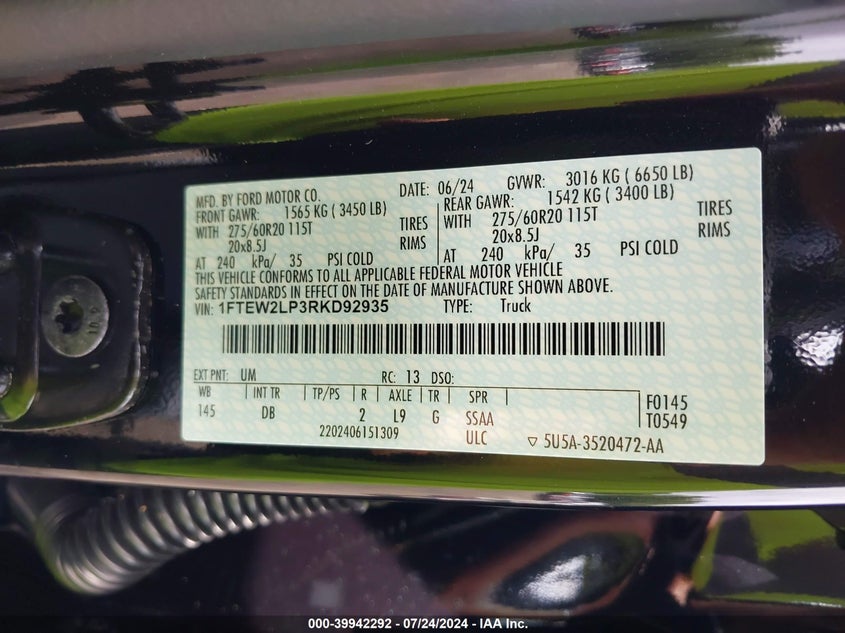 MFD. BY FORD MOTOR CO.
DATE: 06/24 GVWR: 3016 KG ( 6650 LB)
FRONT GAWR: 1565 KG ( 3450 LB)
WITH 275/60R20 115T TIRES
20x8.5J RIMS
AT 240 kPa/ 35 PSI COLD
REAR GAWR: 1542 KG ( 3400 LB)
WITH 275/60R20 115T TIRES
20x8.5J RIMS
AT 240 kPa/ 35 PSI COLD
THIS VEHICLE CONFORMS TO ALL APPLICABLE FEDERAL MOTOR VEHICLE
SAFETY STANDARDS IN EFFECT ON THE DATE OF MANUFACTURE SHOWN ABOVE.
VIN: 1FTEW2LP3RKD92935 TYPE: Truck
EXT PNT: UM RC: 13 DSO:
WB INT TR TP/PS R AXLE TR SPR
145 DB 2 L9 G SSAA
F0145
T0549
2202406151309 ULC ▽ 5U5A-3520472-AA
10.9
000-39942292 - 07/24/2024 - IAA Inc.